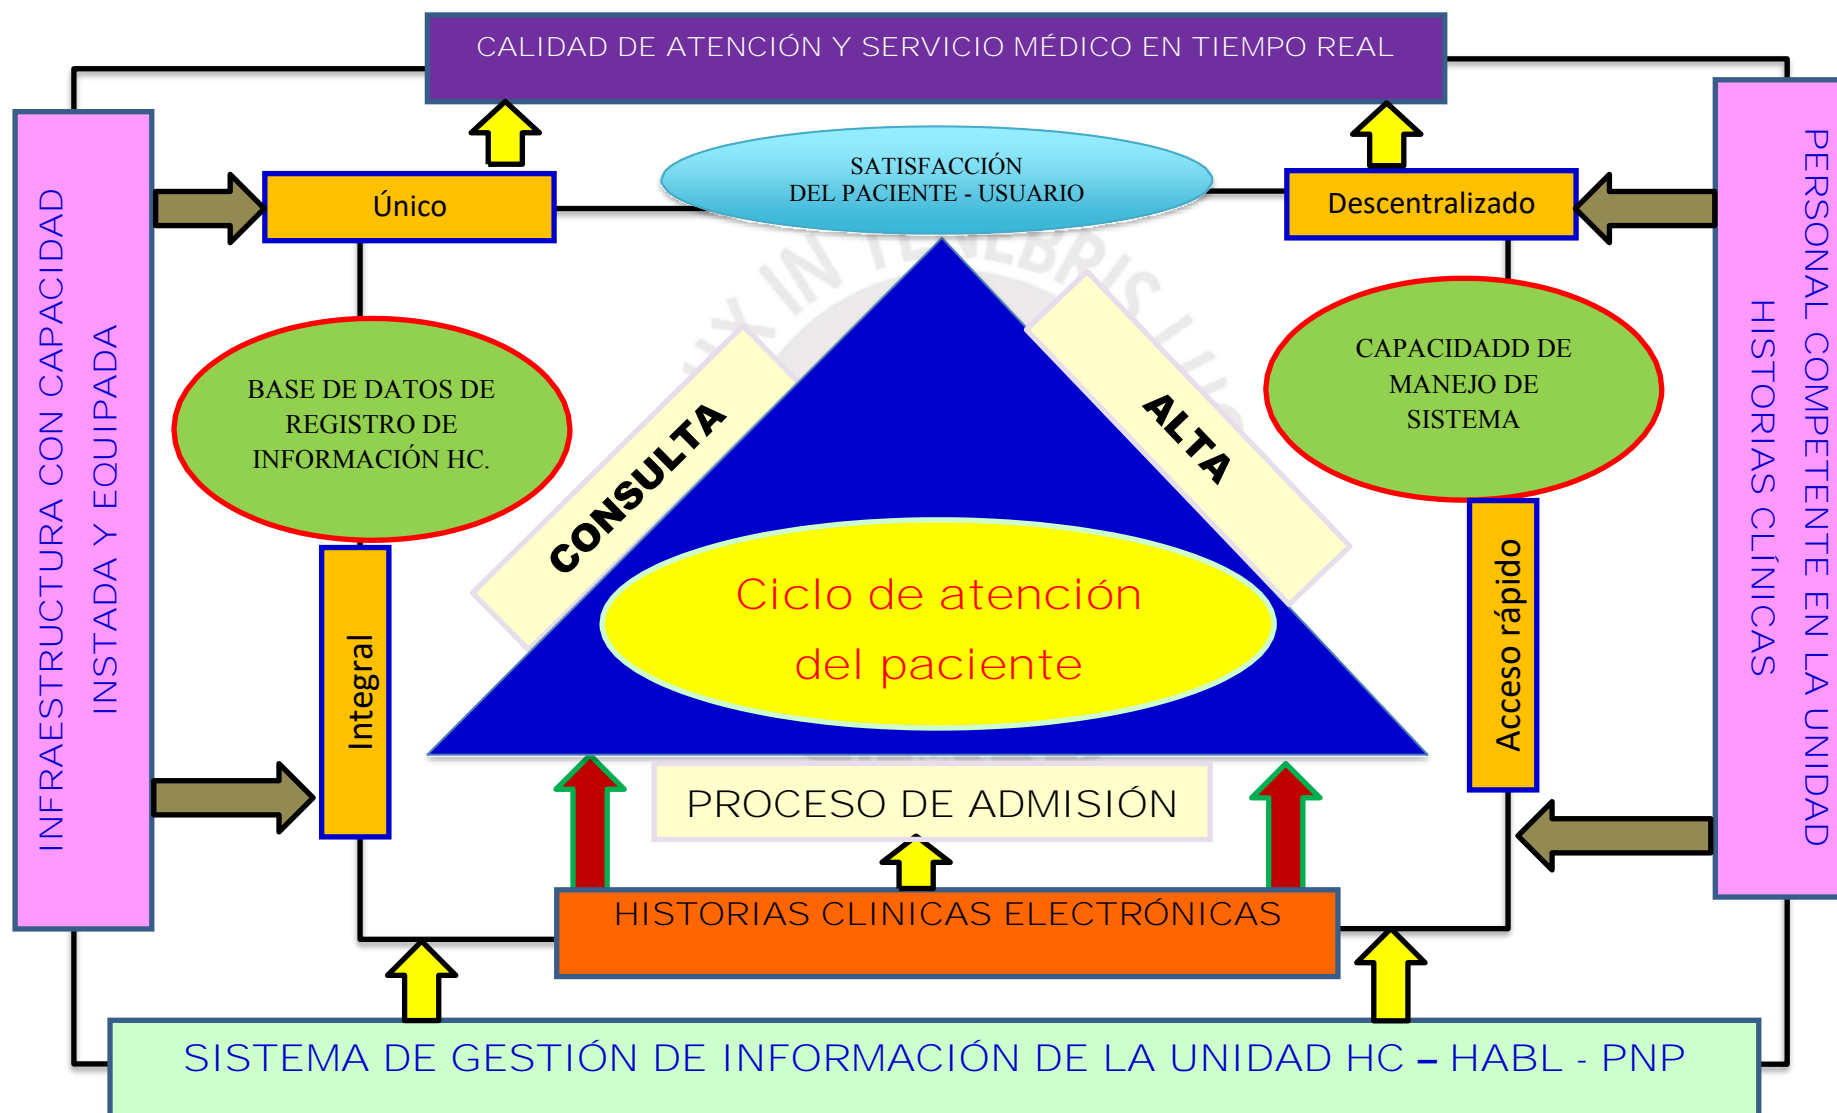 CALIDAD DE ATENCIÓN Y SERVICIO MÉDICO EN TIEMPO REAL
SATISFACCIÓN
DEL PACIENTE - USUARIO
Único
Descentralizado
INFRAESTRUCTURA CON CAPACIDAD
INSTADA Y EQUIPADA
PERSONAL COMPETENTE EN LA UNIDAD
HISTORIAS CLÍNICAS
BASE DE DATOS DE
REGISTRO DE
INFORMACIÓN HC.
CAPACIDADD DE
MANEJO DE
SISTEMA
CONSULTA
ALTA
Ciclo de atención
del paciente
Integral
Acceso rápido
PROCESO DE ADMISIÓN
HISTORIAS CLINICAS ELECTRÓNICAS
SISTEMA DE GESTIÓN DE INFORMACIÓN DE LA UNIDAD HC – HABL - PNP
IN TENEBRIS